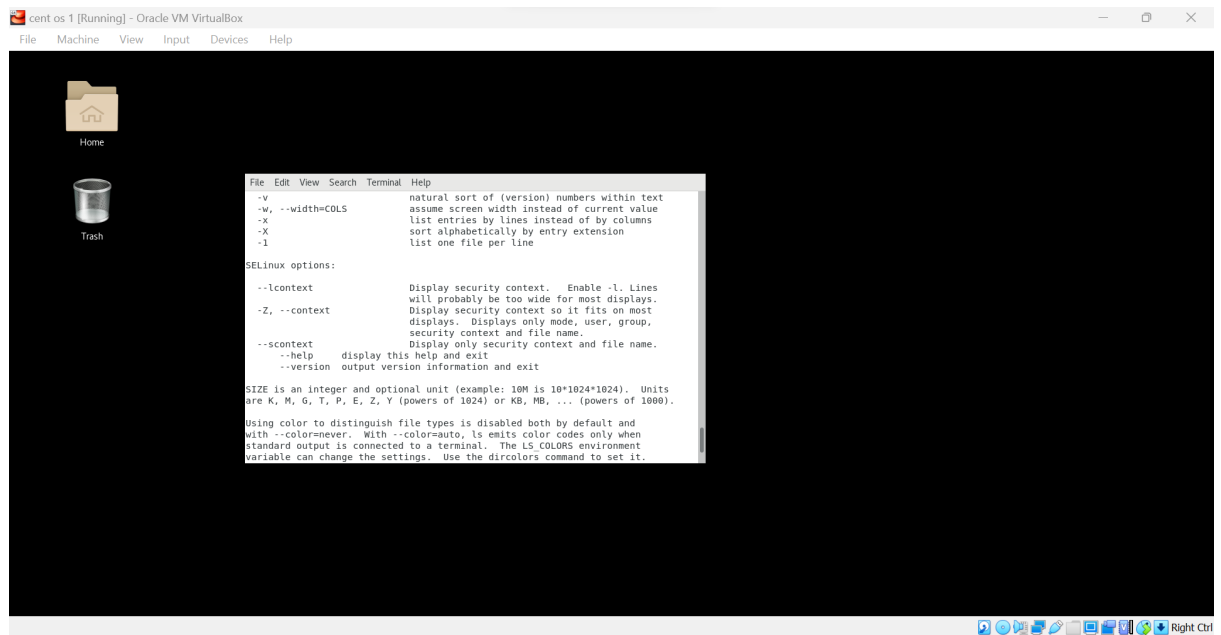 cent os 1 [Running] - Oracle VM VirtualBox
File Machine View Input Devices Help
Home
Trash
File Edit View Search Terminal Help
-v natural sort of (version) numbers within text
-w, --width=COLS assume screen width instead of current value
-x list entries by lines instead of by columns
-X sort alphabetically by entry extension
-1 list one file per line
SELinux options:
--lcontext Display security context. Enable -l. Lines
will probably be too wide for most displays.
-Z, --context Display security context so it fits on most
displays. Displays only mode, user, group,
security context and file name.
--scontext Display only security context and file name.
--help display this help and exit
--version output version information and exit
SIZE is an integer and optional unit (example: 10M is 10*1024*1024). Units
are K, M, G, T, P, E, Z, Y (powers of 1024) or KB, MB, ... (powers of 1000).
Using color to distinguish file types is disabled both by default and
with --color=never. With --color=auto, ls emits color codes only when
standard output is connected to a terminal. The LS_COLORS environment
variable can change the settings. Use the dircolors command to set it.
Right Ctrl